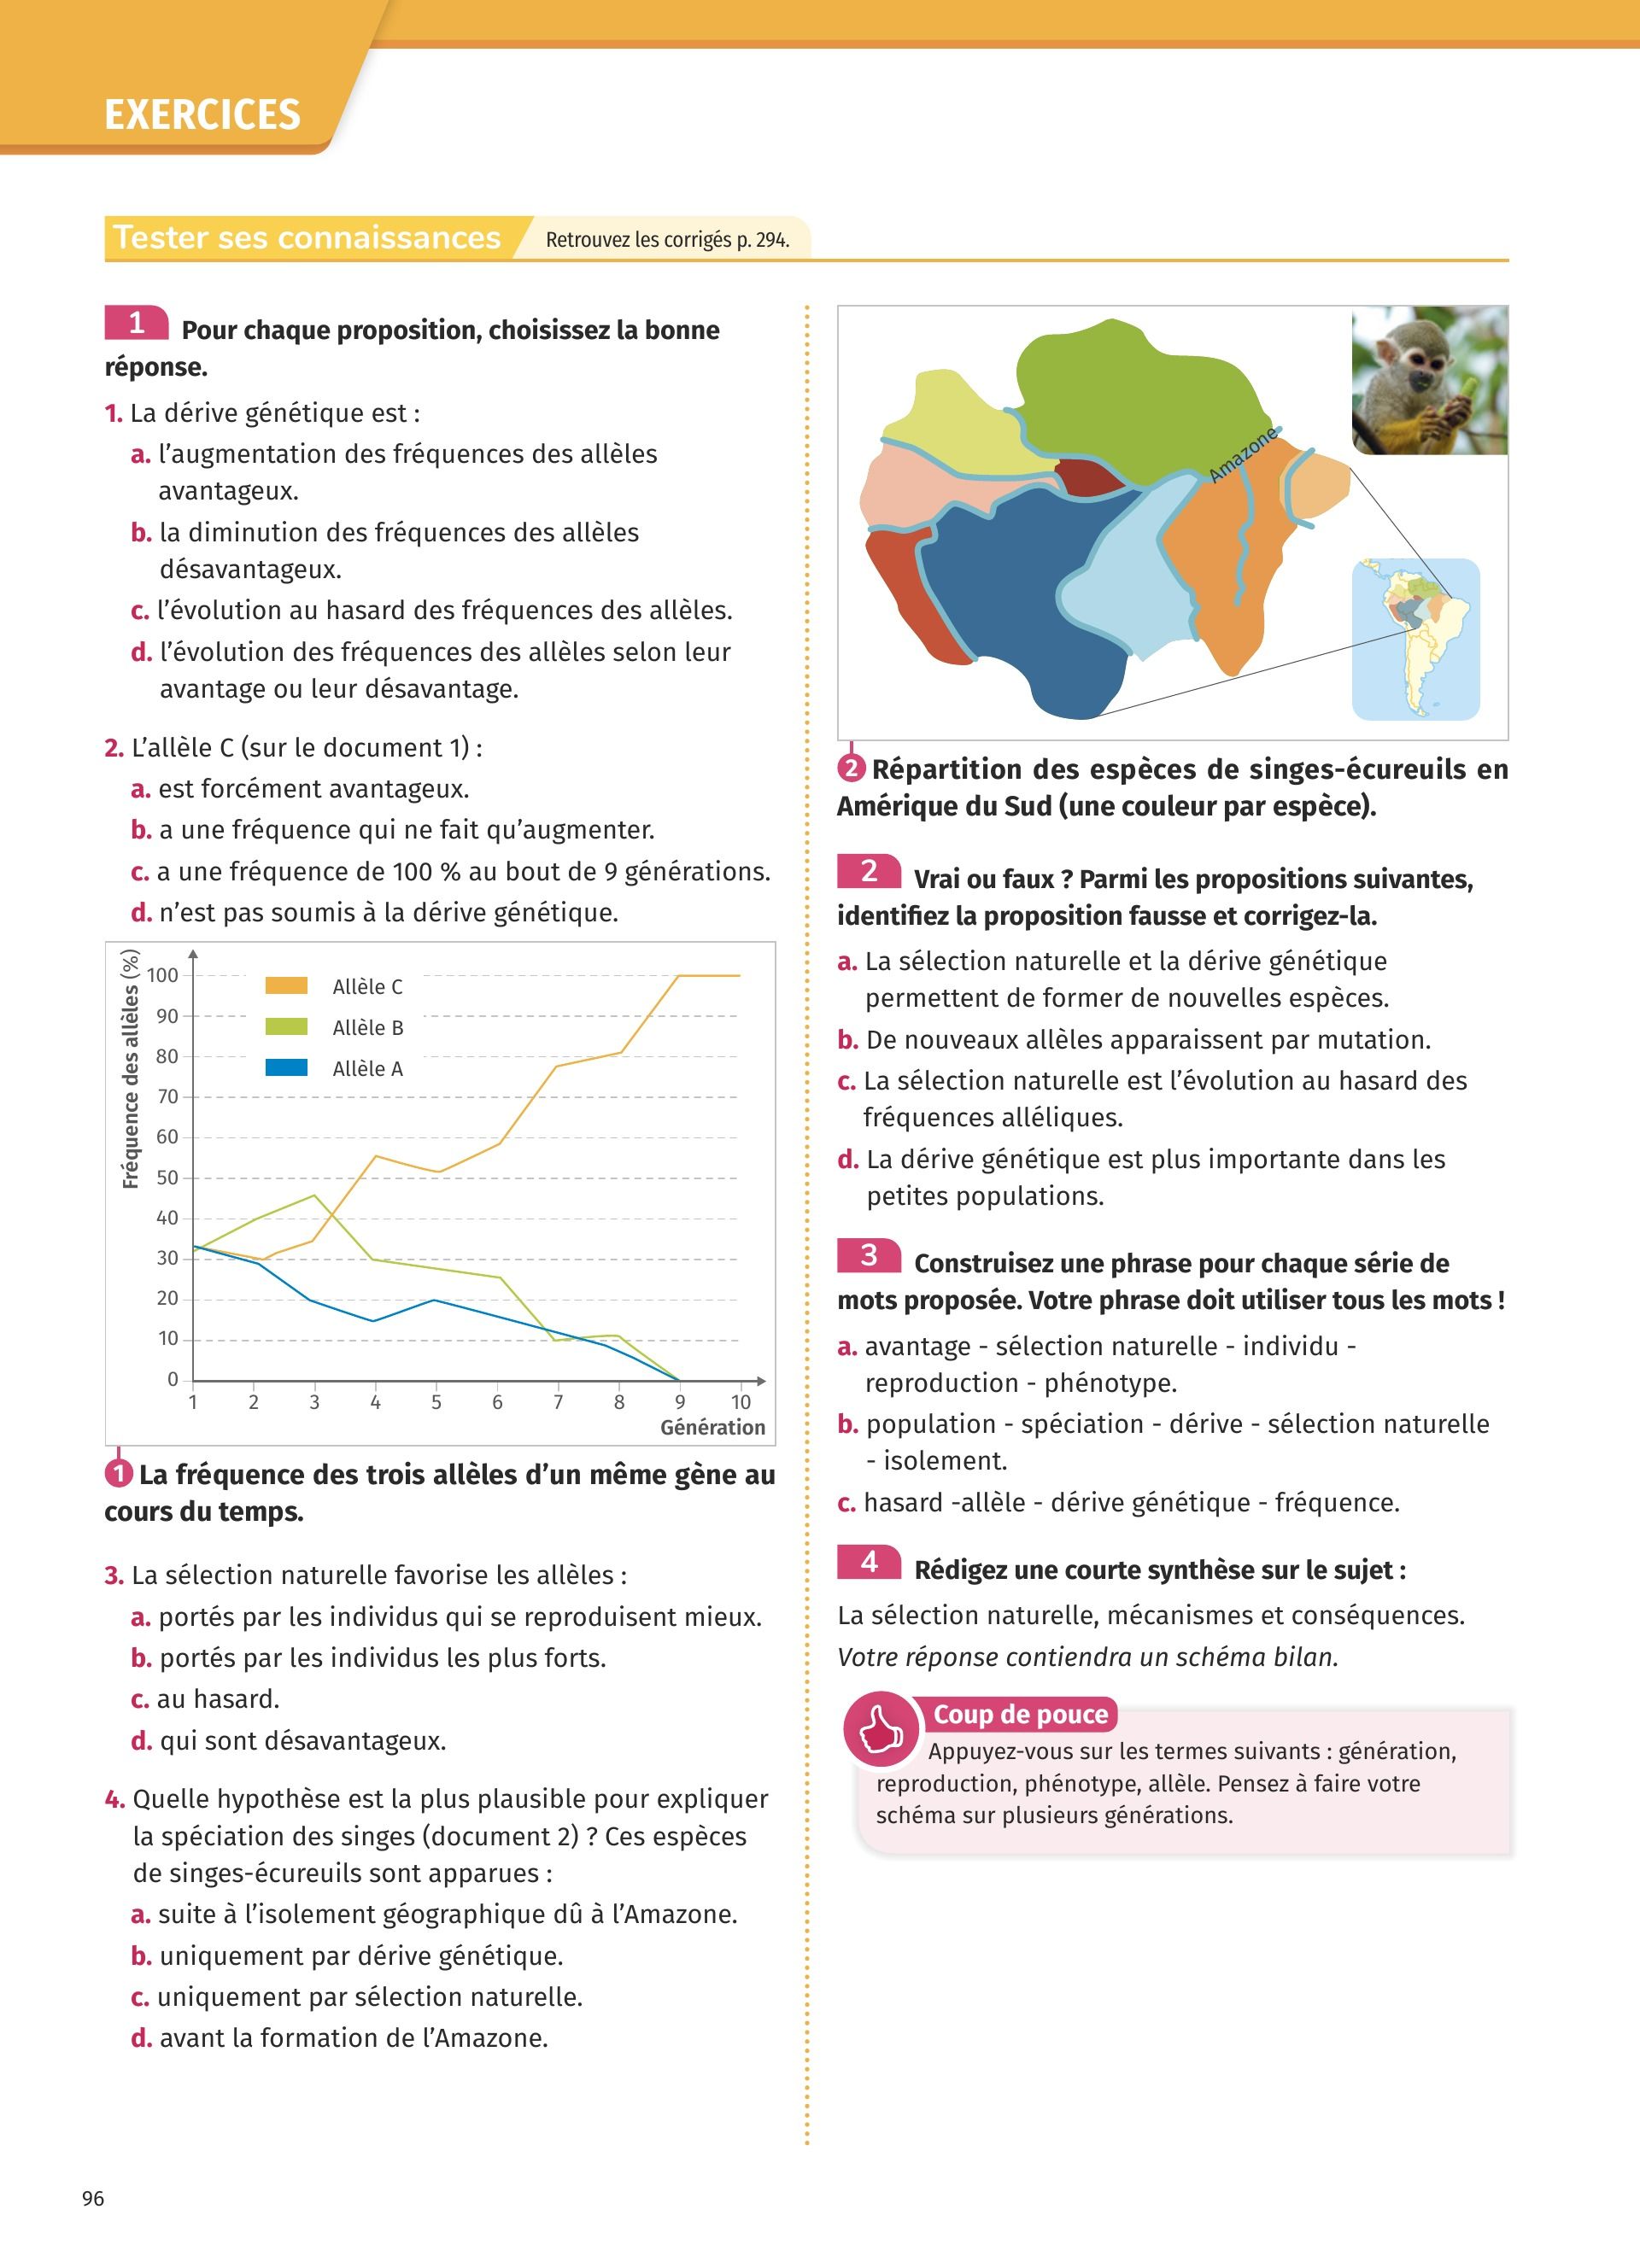 EXERCICES
Tester ses connaissances
Retrouvez les corrigés p. 294.
1 Pour chaque proposition, choisissez la bonne
réponse.
1. La dérive génétique est :
a. l’augmentation des fréquences des allèles
avantageux.
b. la diminution des fréquences des allèles
désavantageux.
c. l’évolution au hasard des fréquences des allèles.
d. l’évolution des fréquences des allèles selon leur
avantage ou leur désavantage.
2. L’allèle C (sur le document 1) :
a. est forcément avantageux.
b. a une fréquence qui ne fait qu’augmenter.
c. a une fréquence de 100 % au bout de 9 générations.
d. n’est pas soumis à la dérive génétique.
Fréquence des allèles (%)
100
90
80
70
60
50
40
30
20
10
0
Allèle C
Allèle B
Allèle A
1 2 3 4 5 6 7 8 9 10
Génération
1 La fréquence des trois allèles d’un même gène au
cours du temps.
3. La sélection naturelle favorise les allèles :
a. portés par les individus qui se reproduisent mieux.
b. portés par les individus les plus forts.
c. au hasard.
d. qui sont désavantageux.
4. Quelle hypothèse est la plus plausible pour expliquer
la spéciation des singes (document 2) ? Ces espèces
de singes-écureuils sont apparues :
a. suite à l’isolement géographique dû à l’Amazone.
b. uniquement par dérive génétique.
c. uniquement par sélection naturelle.
d. avant la formation de l’Amazone.
Amazone
2 Répartition des espèces de singes-écureuils en
Amérique du Sud (une couleur par espèce).
2 Vrai ou faux ? Parmi les propositions suivantes,
identifiez la proposition fausse et corrigez-la.
a. La sélection naturelle et la dérive génétique
permettent de former de nouvelles espèces.
b. De nouveaux allèles apparaissent par mutation.
c. La sélection naturelle est l’évolution au hasard des
fréquences alléliques.
d. La dérive génétique est plus importante dans les
petites populations.
3 Construisez une phrase pour chaque série de
mots proposée. Votre phrase doit utiliser tous les mots !
a. avantage - sélection naturelle - individu -
reproduction - phénotype.
b. population - spéciation - dérive - sélection naturelle
- isolement.
c. hasard -allèle - dérive génétique - fréquence.
4 Rédigez une courte synthèse sur le sujet :
La sélection naturelle, mécanismes et conséquences.
Votre réponse contiendra un schéma bilan.
Coup de pouce
Appuyez-vous sur les termes suivants : génération,
reproduction, phénotype, allèle. Pensez à faire votre
schéma sur plusieurs générations.
96